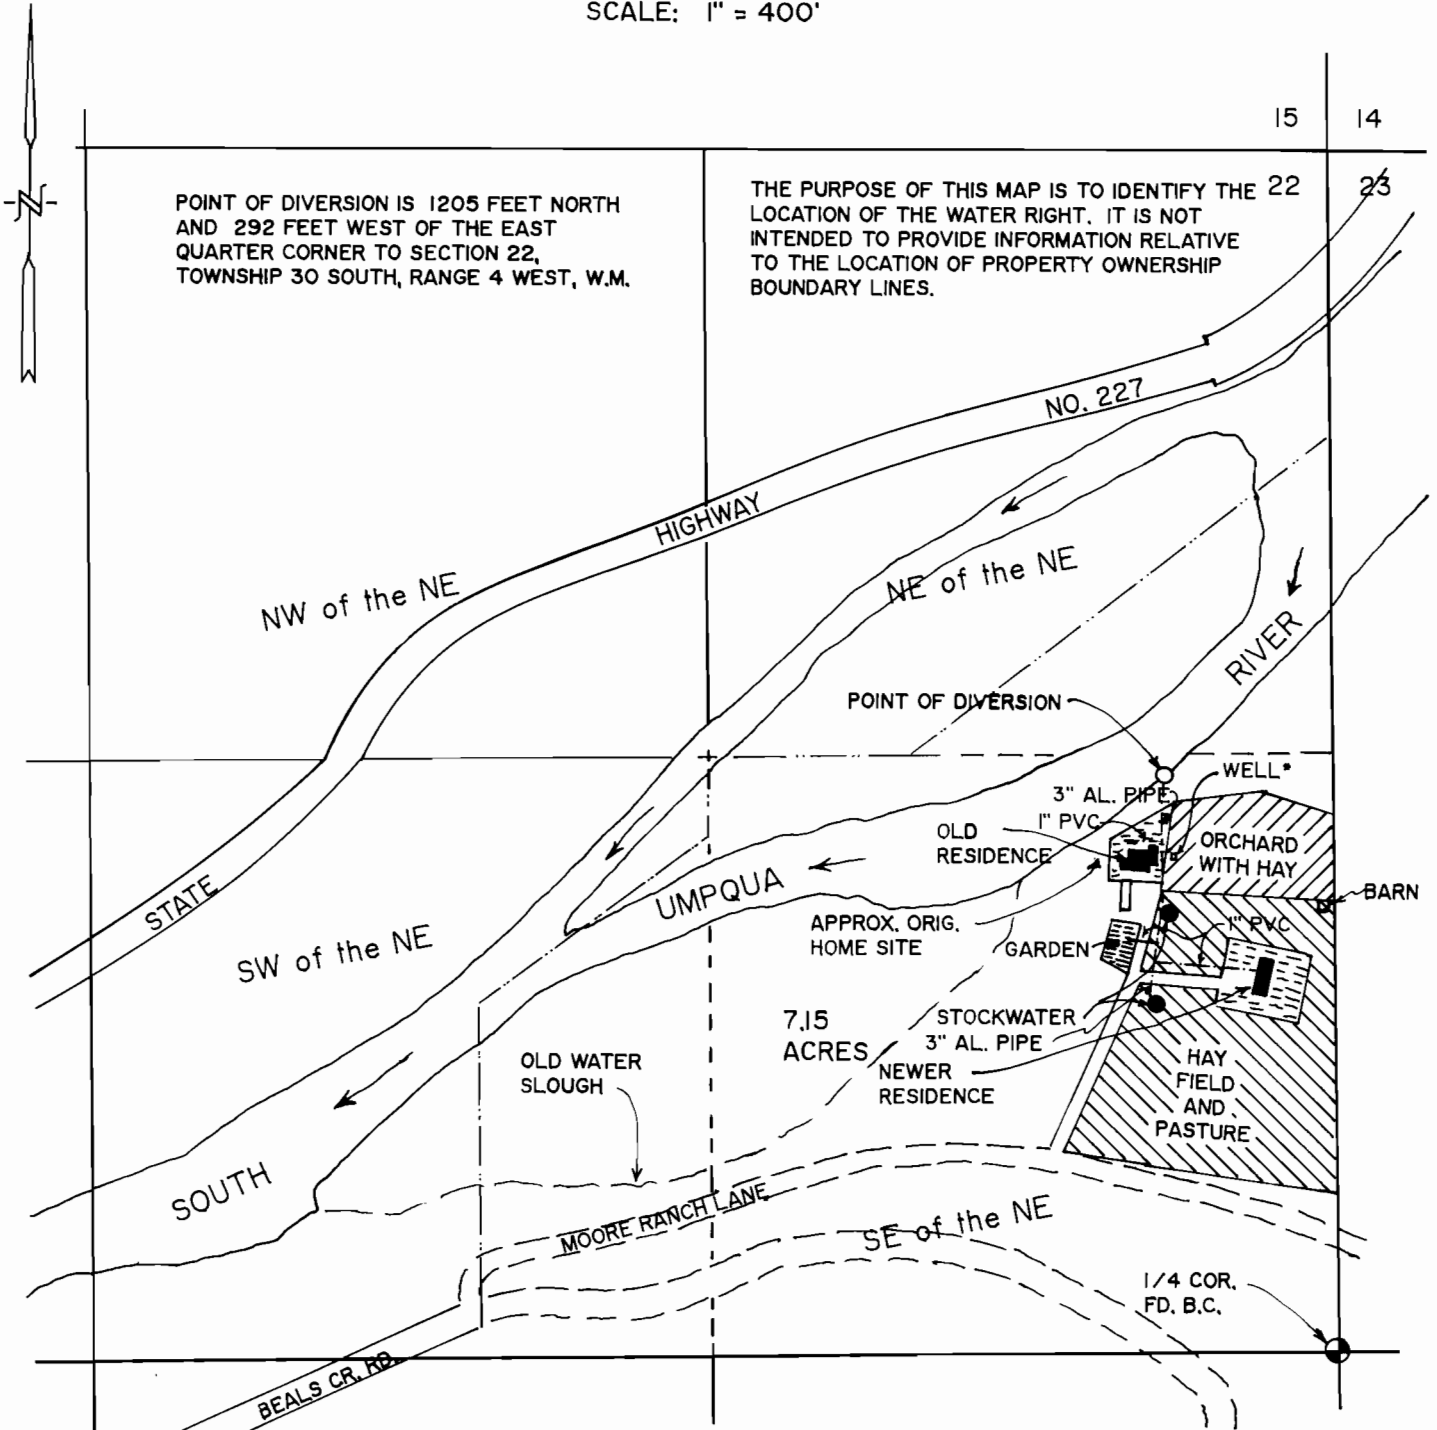 SCALE: 1" = 400'
15
14
22
23
N
POINT OF DIVERSION IS 1205 FEET NORTH
AND 292 FEET WEST OF THE EAST
QUARTER CORNER TO SECTION 22,
TOWNSHIP 30 SOUTH, RANGE 4 WEST, W.M.
THE PURPOSE OF THIS MAP IS TO IDENTIFY THE
LOCATION OF THE WATER RIGHT. IT IS NOT
INTENDED TO PROVIDE INFORMATION RELATIVE
TO THE LOCATION OF PROPERTY OWNERSHIP
BOUNDARY LINES.
NO. 227
HIGHWAY
STATE
NW of the NE
NE of the NE
RIVER
POINT OF DIVERSION
WELL*
3" AL. PIPE
1" PVC
OLD
RESIDENCE
ORCHARD
WITH HAY
BARN
UMPQUA
APPROX. ORIG.
HOME SITE
GARDEN
1" PVC
SW of the NE
7.15
ACRES
STOCKWATER
3" AL. PIPE
NEWER
RESIDENCE
HAY
FIELD
AND
PASTURE
OLD WATER
SLOUGH
SOUTH
MOORE RANCH LANE
SE of the NE
1/4 COR.
FD. B.C.
BEALS CR. RD.